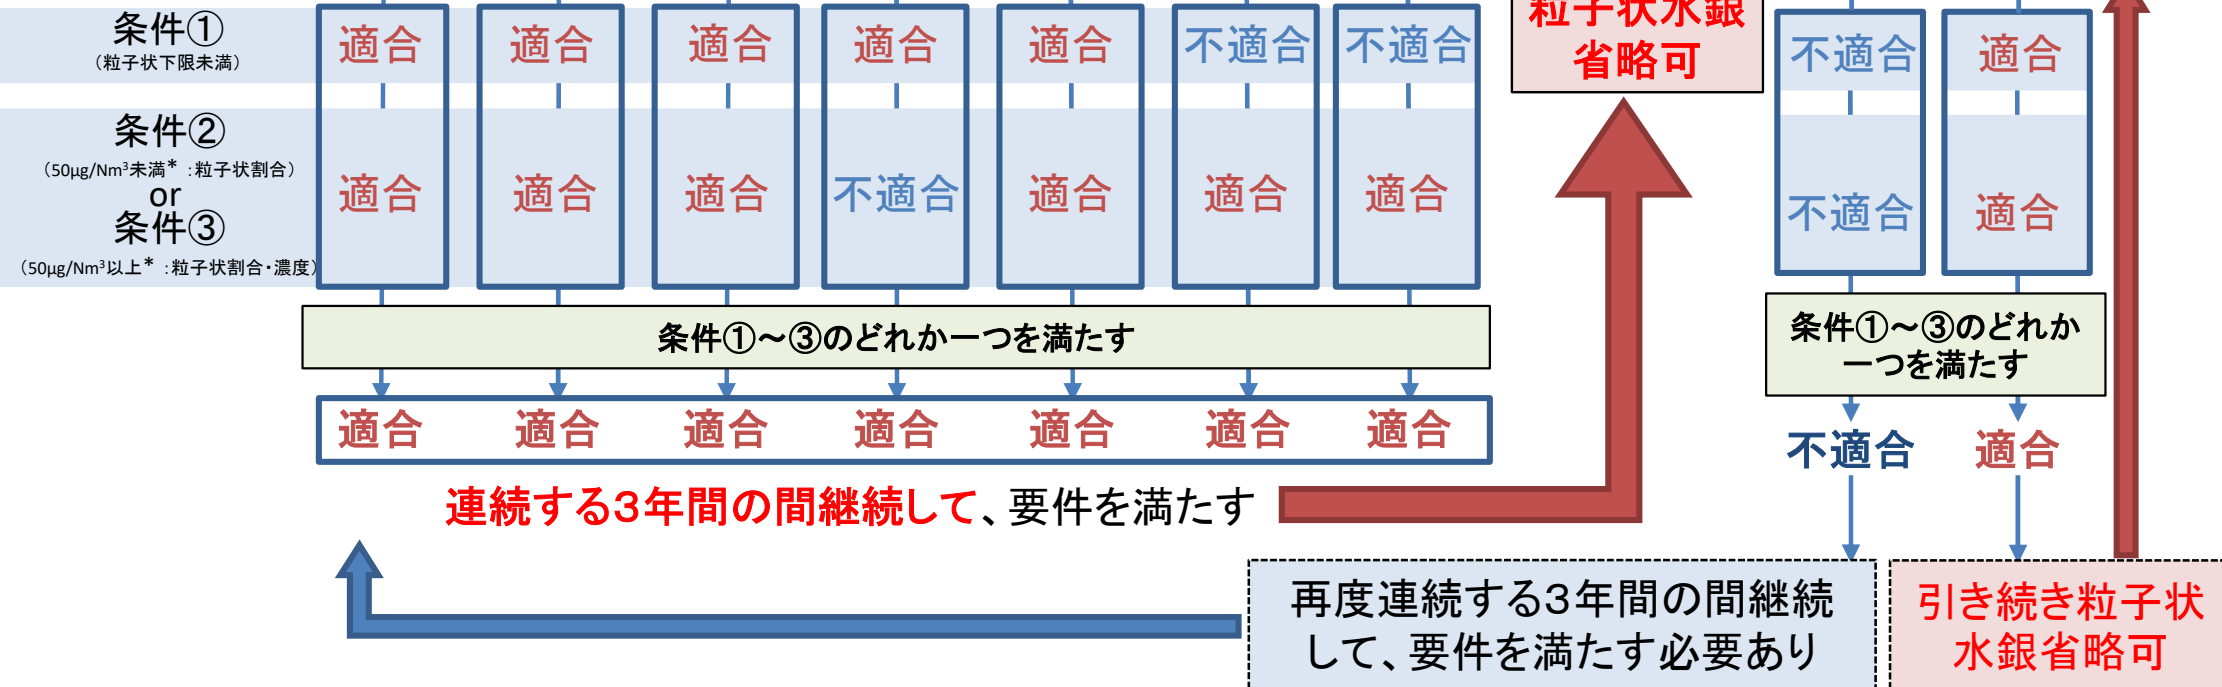 条件①
（粒子状下限未満）
適合 適合 適合 適合 適合 不適合 不適合
粒子状水銀
省略可
不適合 適合
条件②
（50μg/Nm³未満＊：粒子状割合）
or
条件③
（50μg/Nm³以上＊：粒子状割合・濃度）
適合 適合 適合 不適合 適合 適合 適合
不適合 適合
条件①～③のどれか一つを満たす
条件①～③のどれか
一つを満たす
適合 適合 適合 適合 適合 適合 適合
不適合 適合
連続する３年間の間継続して、要件を満たす
再度連続する３年間の間継続
して、要件を満たす必要あり
引き続き粒子状
水銀省略可